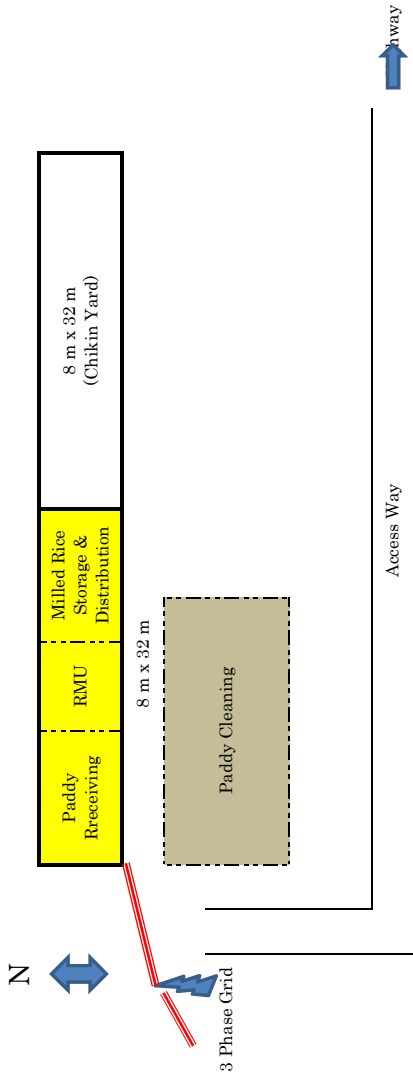 N
8 m x 32 m
(Chikin Yard)
Milled Rice
Storage &
Distribution
RMU
Paddy
Rreceiving
8 m x 32 m
Paddy Cleaning
3 Phase Grid
Access Way
hway